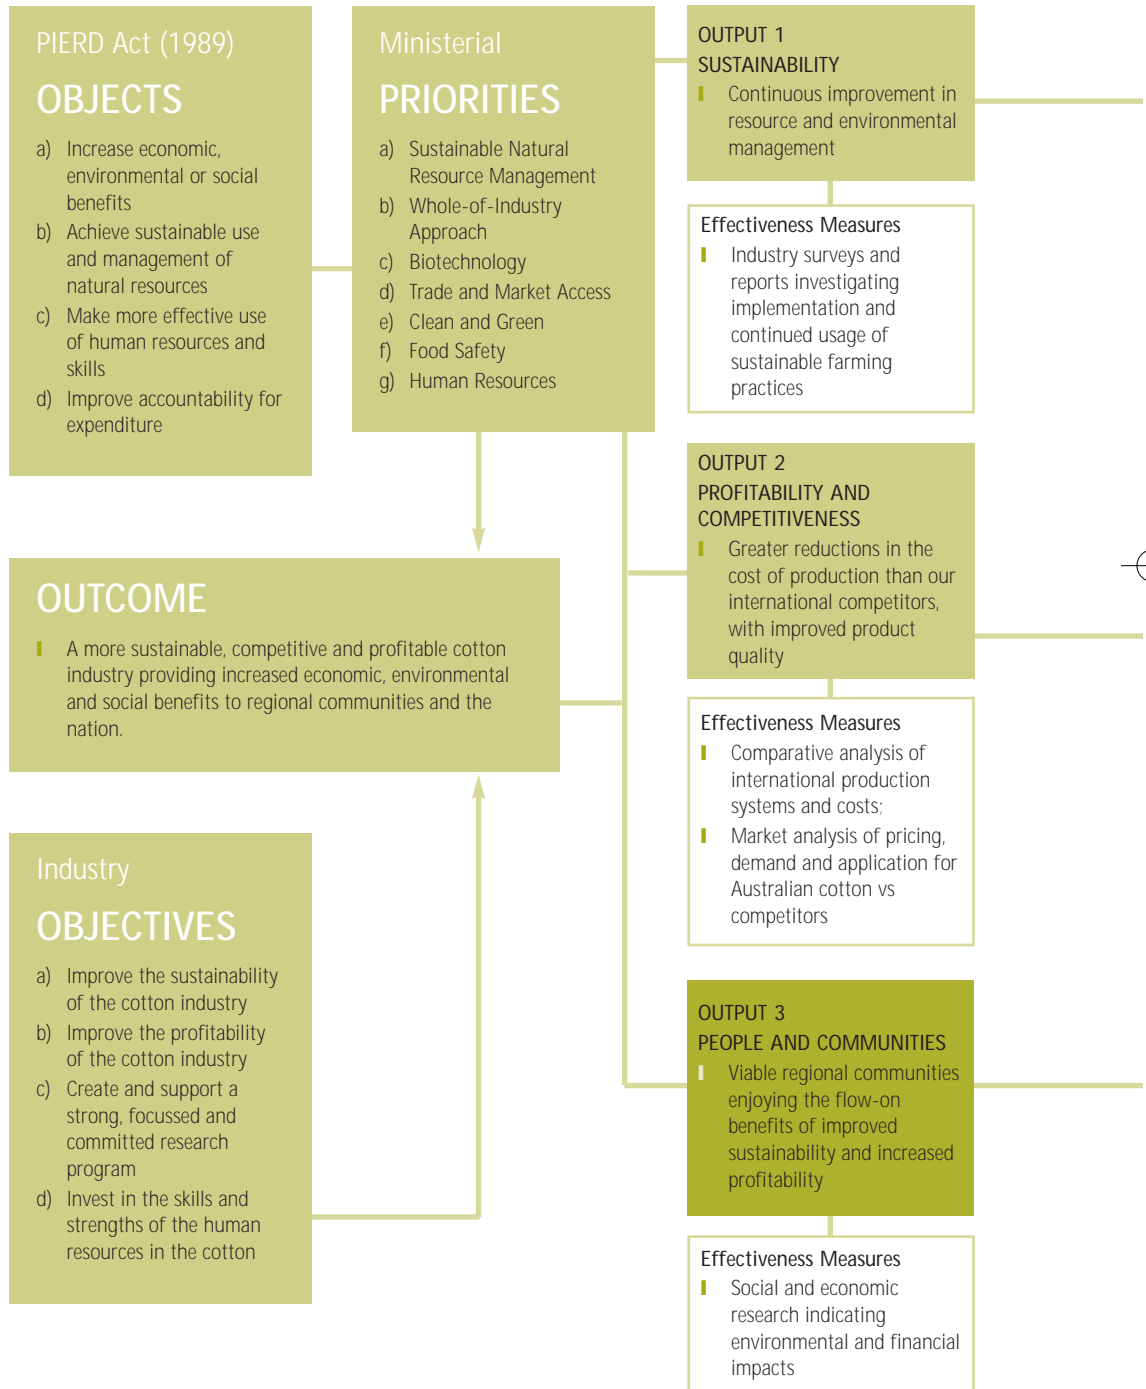 PIERD Act (1989)
OBJECTS
a) Increase economic,
environmental or social
benefits
b) Achieve sustainable use
and management of
natural resources
c) Make more effective use
of human resources and
skills
d) Improve accountability for
expenditure
Ministerial
PRIORITIES
a) Sustainable Natural
Resource Management
b) Whole-of-Industry
Approach
c) Biotechnology
d) Trade and Market Access
e) Clean and Green
f) Food Safety
g) Human Resources
OUTCOME
A more sustainable, competitive and profitable cotton
industry providing increased economic, environmental
and social benefits to regional communities and the
nation.
Industry
OBJECTIVES
a) Improve the sustainability
of the cotton industry
b) Improve the profitability
of the cotton industry
c) Create and support a
strong, focussed and
committed research
program
d) Invest in the skills and
strengths of the human
resources in the cotton
OUTPUT 1
SUSTAINABILITY
Continuous improvement in
resource and environmental
management
Effectiveness Measures
Industry surveys and
reports investigating
implementation and
continued usage of
sustainable farming
practices
OUTPUT 2
PROFITABILITY AND
COMPETITIVENESS
Greater reductions in the
cost of production than our
international competitors,
with improved product
quality
Effectiveness Measures
Comparative analysis of
international production
systems and costs;
Market analysis of pricing,
demand and application for
Australian cotton vs
competitors
OUTPUT 3
PEOPLE AND COMMUNITIES
Viable regional communities
enjoying the flow-on
benefits of improved
sustainability and increased
profitability
Effectiveness Measures
Social and economic
research indicating
environmental and financial
impacts